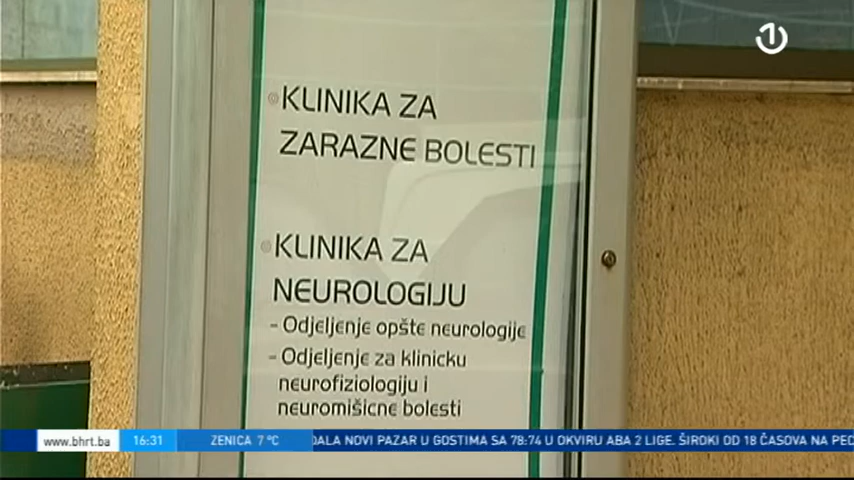 1
KLINIKA ZA
ZARAZNE BOLESTI
KLINIKA ZA
NEUROLOGIJU
- Odjeljenje opšte neurologije
- Odjeljenje za klinicku
neurofiziologiju i
neuromišicne bolesti
www.bhrt.ba 16:31 ZENICA 7 °C DALA NOVI PAZAR U GOSTIMA SA 78:74 U OKVIRU ABA 2 LIGE. ŠIROKI OD 18 ČASOVA NA PEC